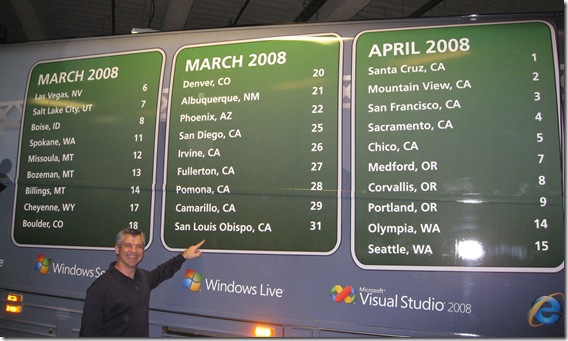 MARCH 2008
Las Vegas, NV 6
Salt Lake City, UT 7
Boise, ID 8
Spokane, WA 11
Missoula, MT 12
Bozeman, MT 13
Billings, MT 14
Cheyenne, WY 17
Boulder, CO 18
MARCH 2008
Denver, CO 20
Albuquerque, NM 21
Phoenix, AZ 22
San Diego, CA 25
Irvine, CA 26
Fullerton, CA 27
Pomona, CA 28
Camarillo, CA 29
San Louis Obispo, CA 31
APRIL 2008
Santa Cruz, CA 1
Mountain View, CA 2
San Francisco, CA 3
Sacramento, CA 4
Chico, CA 5
Medford, OR 7
Corvallis, OR 8
Portland, OR 9
Olympia, WA 14
Seattle, WA 15
Windows Se
Windows Live
Microsoft
Visual Studio 2008